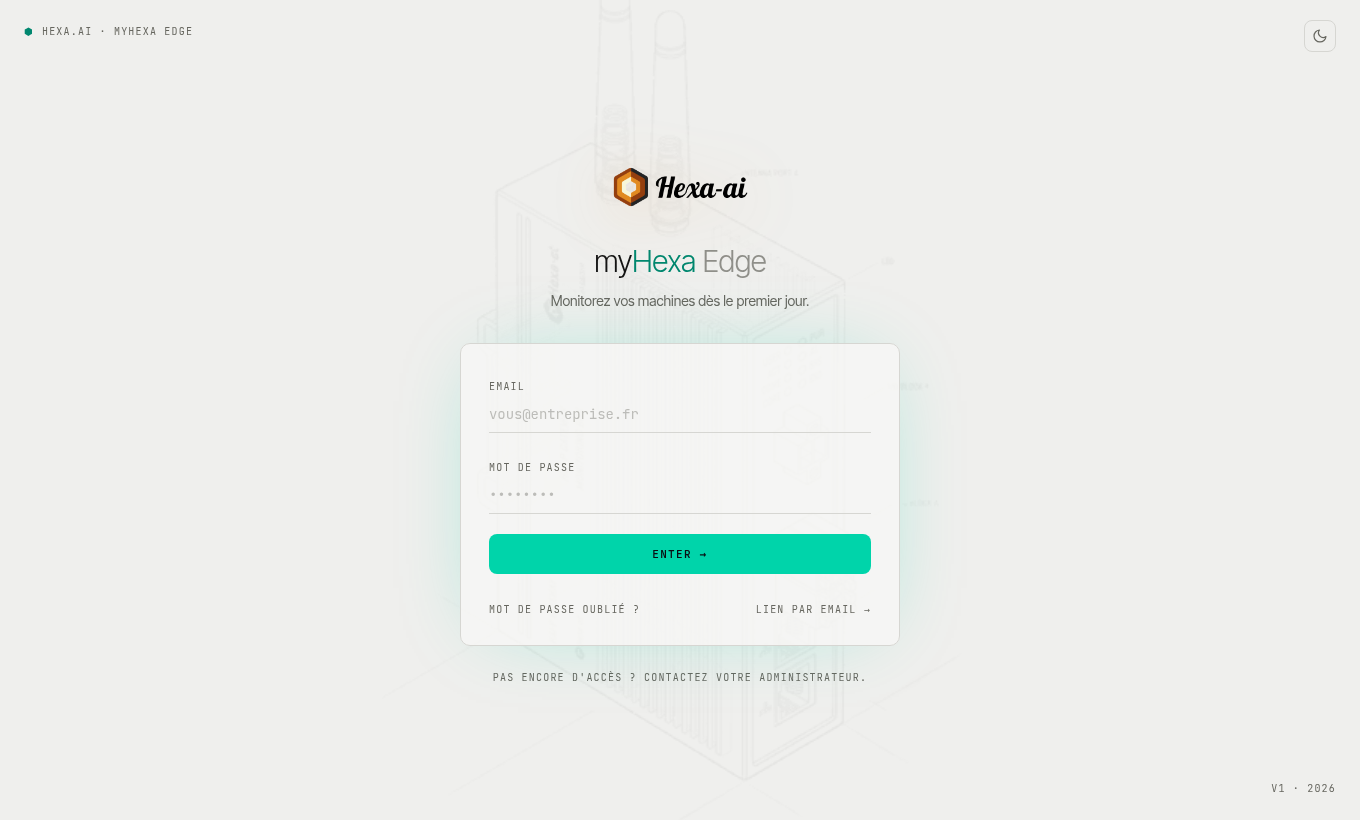 HEXA.AI · MYHEXA EDGE
Hexa-ai
myHexa Edge
Monitorez vos machines dès le premier jour.
EMAIL
vous@entreprise.fr
MOT DE PASSE
••••••••
ENTER →
MOT DE PASSE OUBLIÉ ?
LIEN PAR EMAIL →
PAS ENCORE D'ACCÈS ? CONTACTEZ VOTRE ADMINISTRATEUR.
V1 · 2026